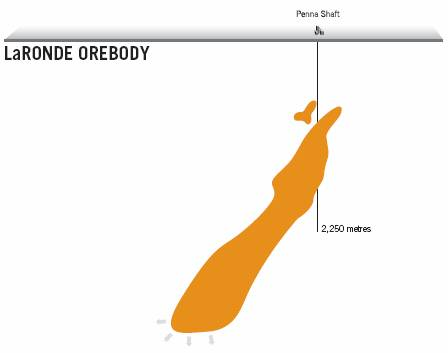 Penna Shaft
LaRONDE OREBODY
2,250 metres